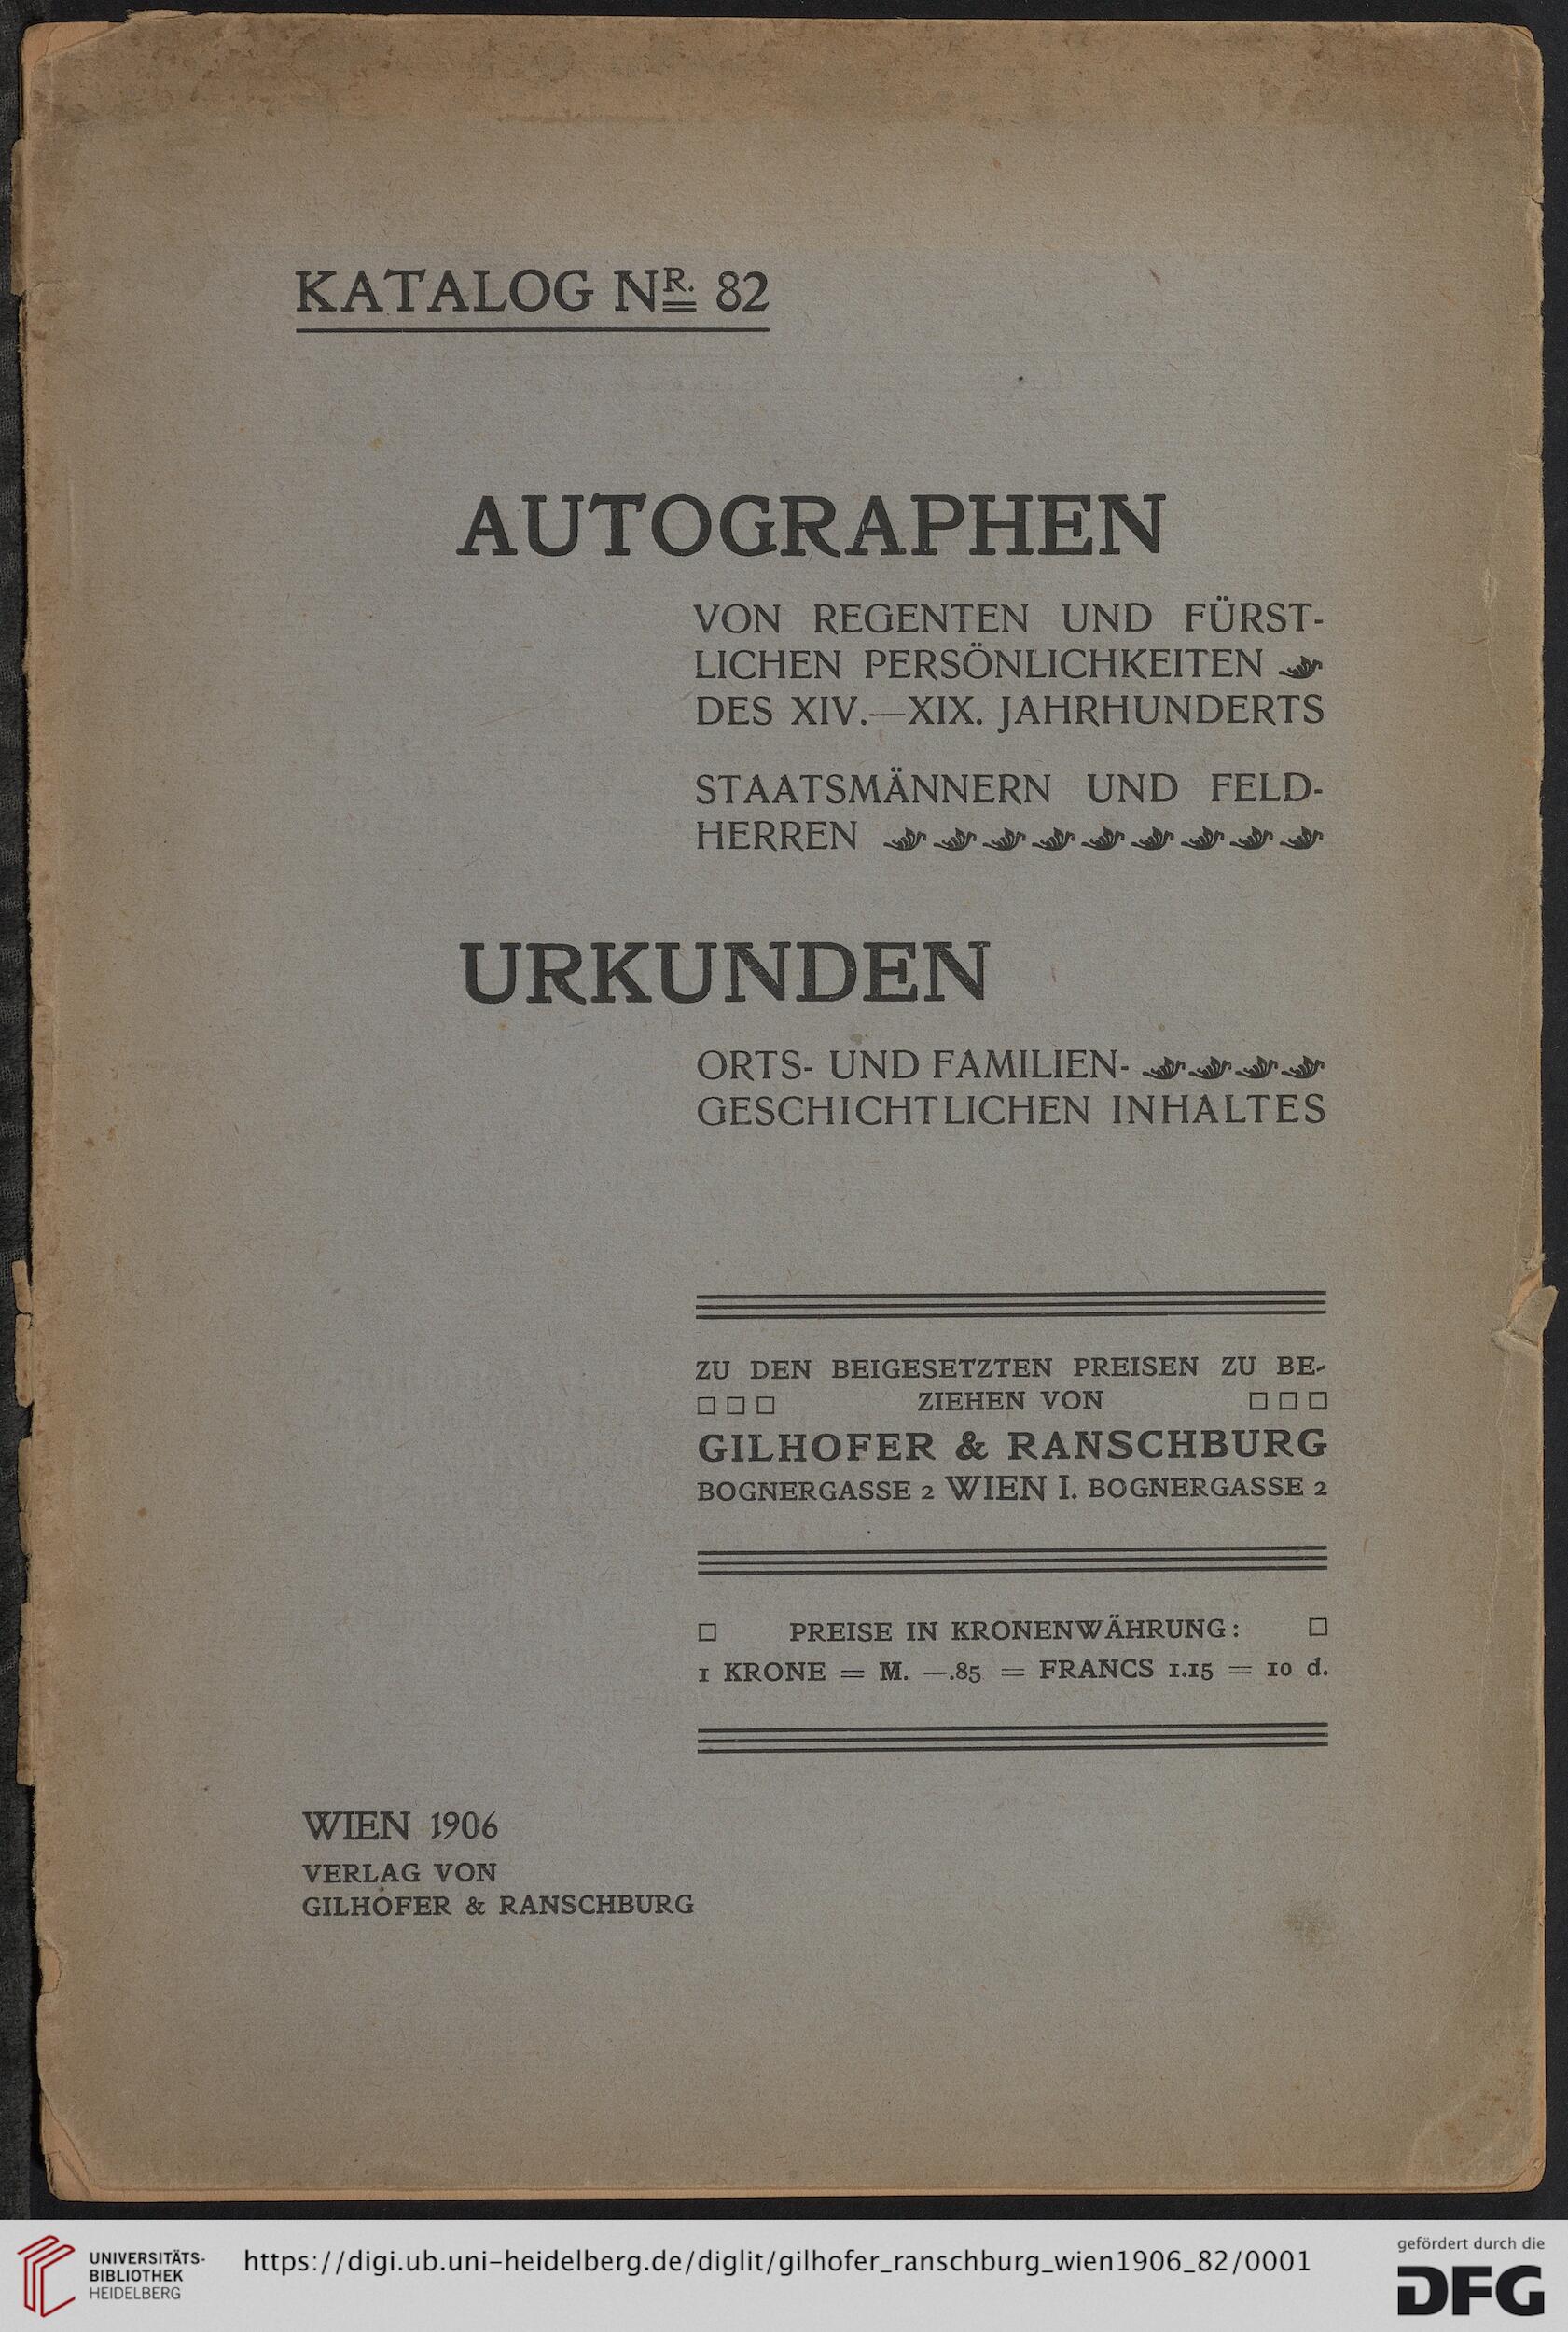 KATALOG NR. 82
AUTOGRAPHEN
VON REGENTEN UND FÜRST-
LICHEN PERSÖNLICHKEITEN
DES XIV.—XIX. JAHRHUNDERTS
STAATSMÄNNERN UND FELD-
HERREN
URKUNDEN
ORTS- UND FAMILIEN-
GESCHICHTLICHEN INHALTES
ZU DEN BEIGESETZTEN PREISEN ZU BE-
□ □ □ ZIEHEN VON □ □ □
GILHOFER & RANSCHBURG
BOGNERGASSE 2 WIEN I. BOGNERGASSE 2
□ PREISE IN KRONENWÄHRUNG: □
1 KRONE = M. —.85 = FRANCS 1.15 = 10 d.
WIEN 1906
VERLAG VON
GILHOFER & RANSCHBURG
UNIVERSITÄTS-
BIBLIOTHEK
HEIDELBERG
https://digi.ub.uni-heidelberg.de/diglit/gilhofer_ranschburg_wien1906_82/0001
gefördert durch die
DFG